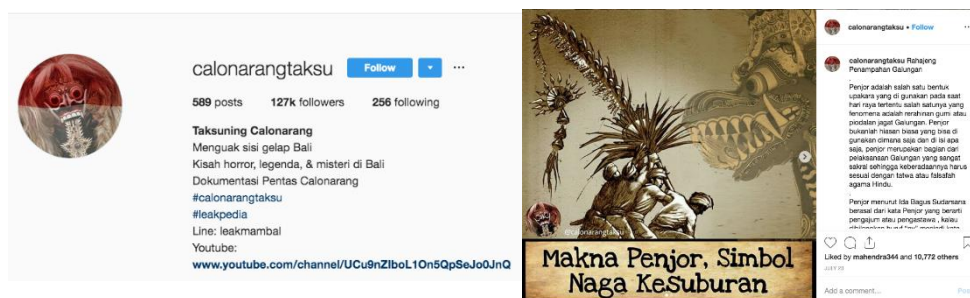 calonarangtaksu Follow ...
589 posts 127k followers 256 following
Taksuning Calonarang
Menguak sisi gelap Bali
Kisah horror, legenda, & misteri di Bali
Dokumentasi Pentas Calonarang
#calonarangtaksu
#leakpedia
Line: leakmambal
Youtube:
www.youtube.com/channel/UCu9nZIboL1On5QpSeJo0JnQ
@calonarangtaksu
Makna Penjor, Simbol
Naga Kesuburan
calonarangtaksu • Follow
calonarangtaksu Rahajeng
Penampahan Galungan
.
Penjor adalah salah satu bentuk
upakara yang di gunakan pada saat
hari raya tertentu salah satunya yang
fenomena adalah rerahinan gumi atau
piodalan jagat Galungan. Penjor
bukanlah hiasan biasa yang bisa di
gunakan dimana saja dan di isi apa
saja, penjor merupakan bagian dari
pelaksanaan Galungan yang sangat
sakral sehingga keberadaannya harus
sesuai dengan tatwa atau falsafah
agama Hindu.
.
Penjor menurut Ida Bagus Sudarsana
berasal dari kata Penjor yang berarti
pengajum atau pengastawa , kalau
Liked by mahendra344 and 10,772 others
Add a comment...